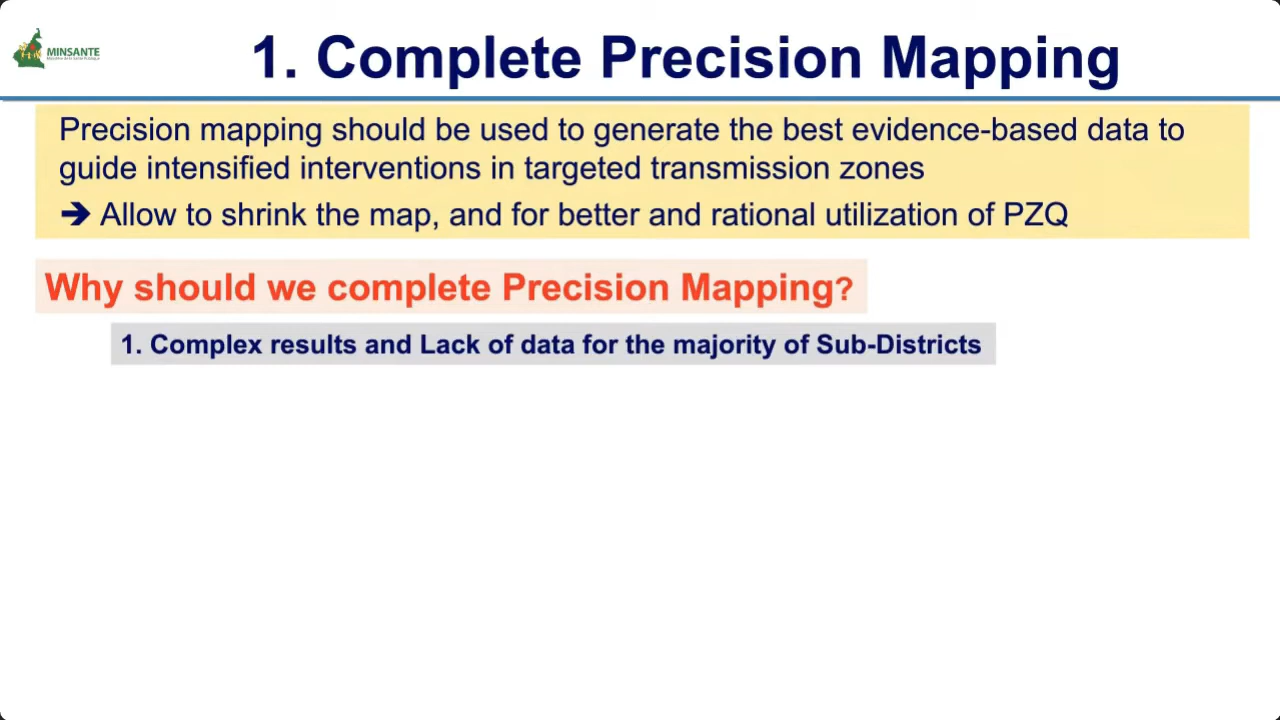 MINSANTE
1. Complete Precision Mapping
Precision mapping should be used to generate the best evidence-based data to
guide intensified interventions in targeted transmission zones
➔ Allow to shrink the map, and for better and rational utilization of PZQ
Why should we complete Precision Mapping?
1. Complex results and Lack of data for the majority of Sub-Districts